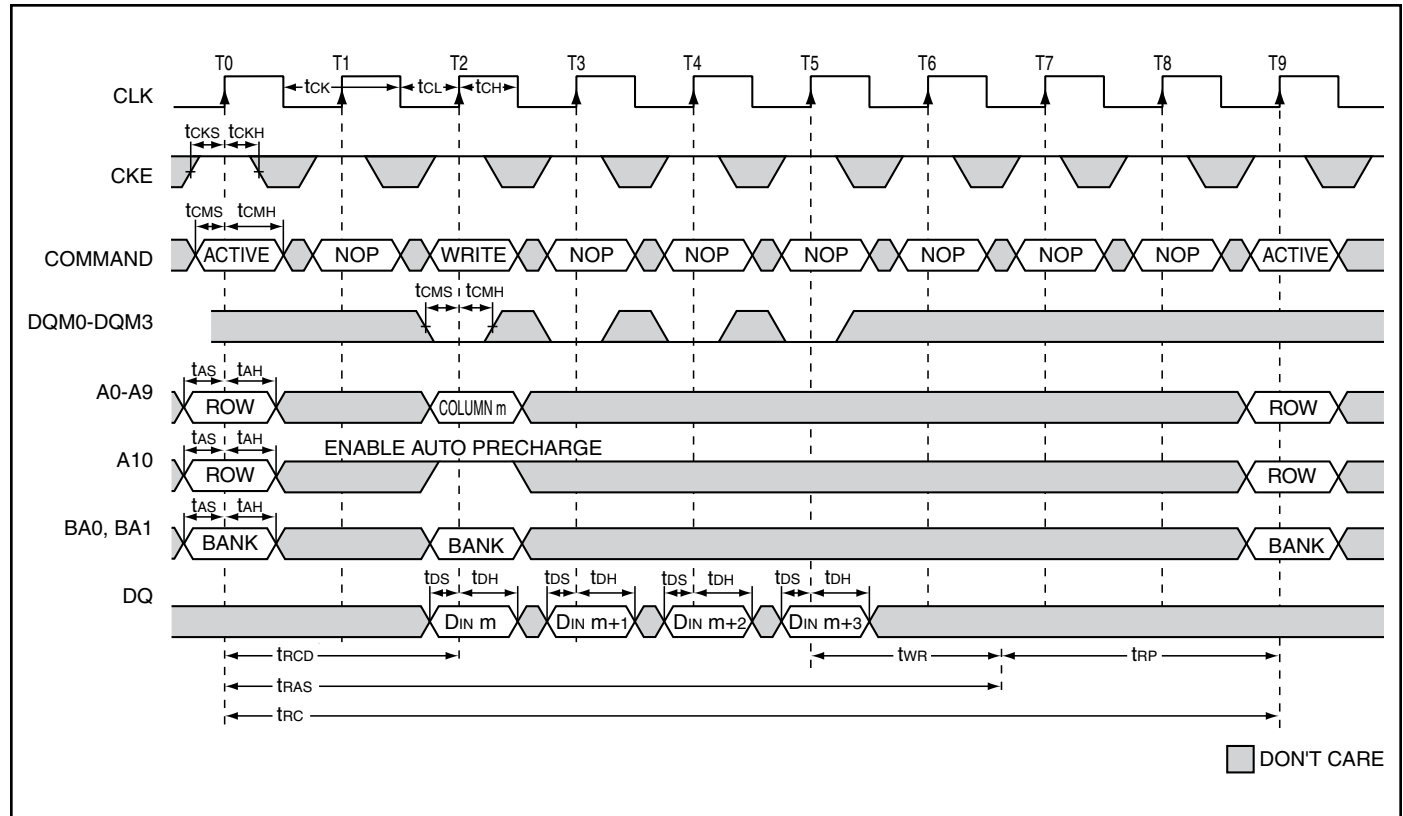 T0 T1 T2 T3 T4 T5 T6 T7 T8 T9
CLK tCK tCL tCH
tCKS tCKH
CKE
tCMS tCMH
COMMAND ACTIVE NOP WRITE NOP NOP NOP NOP NOP NOP ACTIVE
tCMS tCMH
DQM0-DQM3
tAS tAH
A0-A9 ROW COLUMN m ROW
tAS tAH ENABLE AUTO PRECHARGE
A10 ROW ROW
tAS tAH
BA0, BA1 BANK BANK BANK
tDS tDH tDS tDH tDS tDH tDS tDH
DQ DIN m DIN m+1 DIN m+2 DIN m+3
tRCD tWR tRP
tRAS
tRC
DON'T CARE